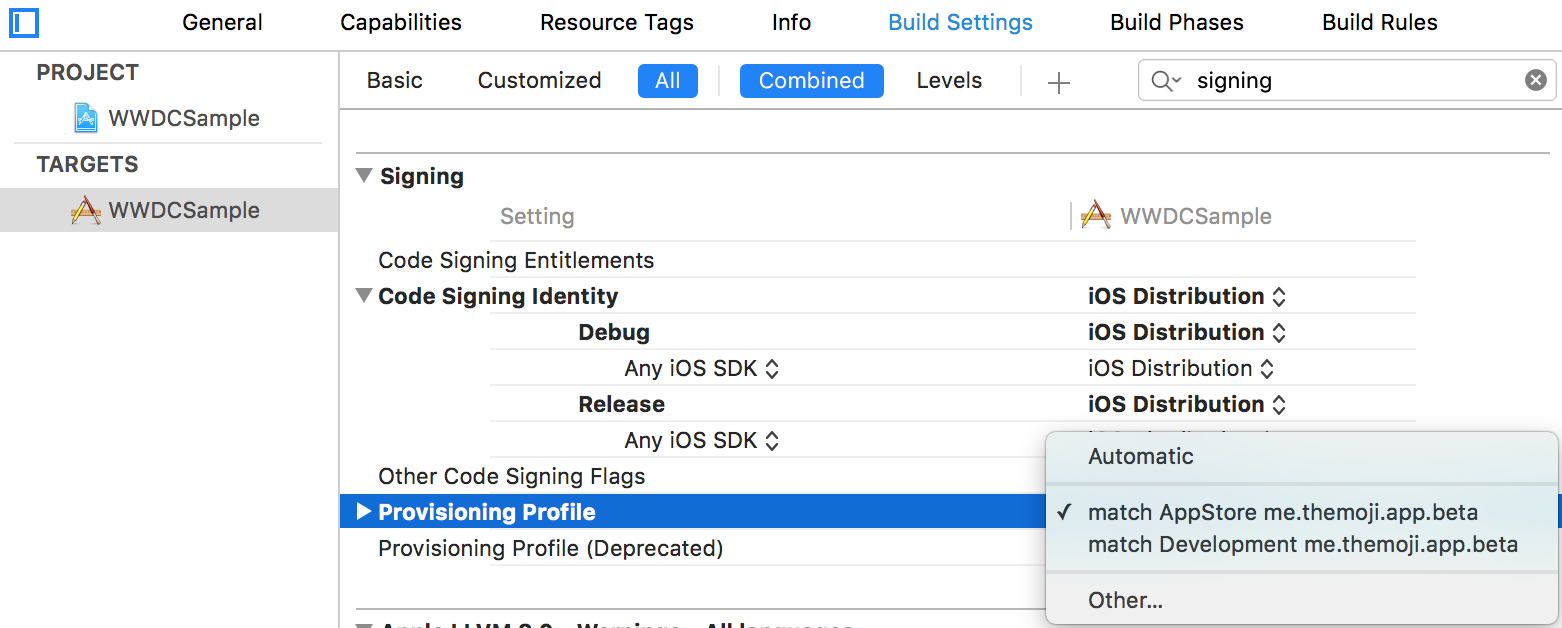 General Capabilities Resource Tags Info Build Settings Build Phases Build Rules
PROJECT
WWDCSample
TARGETS
WWDCSample
Basic Customized All Combined Levels signing
Signing
Setting WWDCSample
Code Signing Entitlements
Code Signing Identity iOS Distribution
Debug iOS Distribution
Any iOS SDK iOS Distribution
Release iOS Distribution
Any iOS SDK
Other Code Signing Flags
Provisioning Profile
Provisioning Profile (Deprecated)
Automatic
match AppStore me.themoji.app.beta
match Development me.themoji.app.beta
Other...